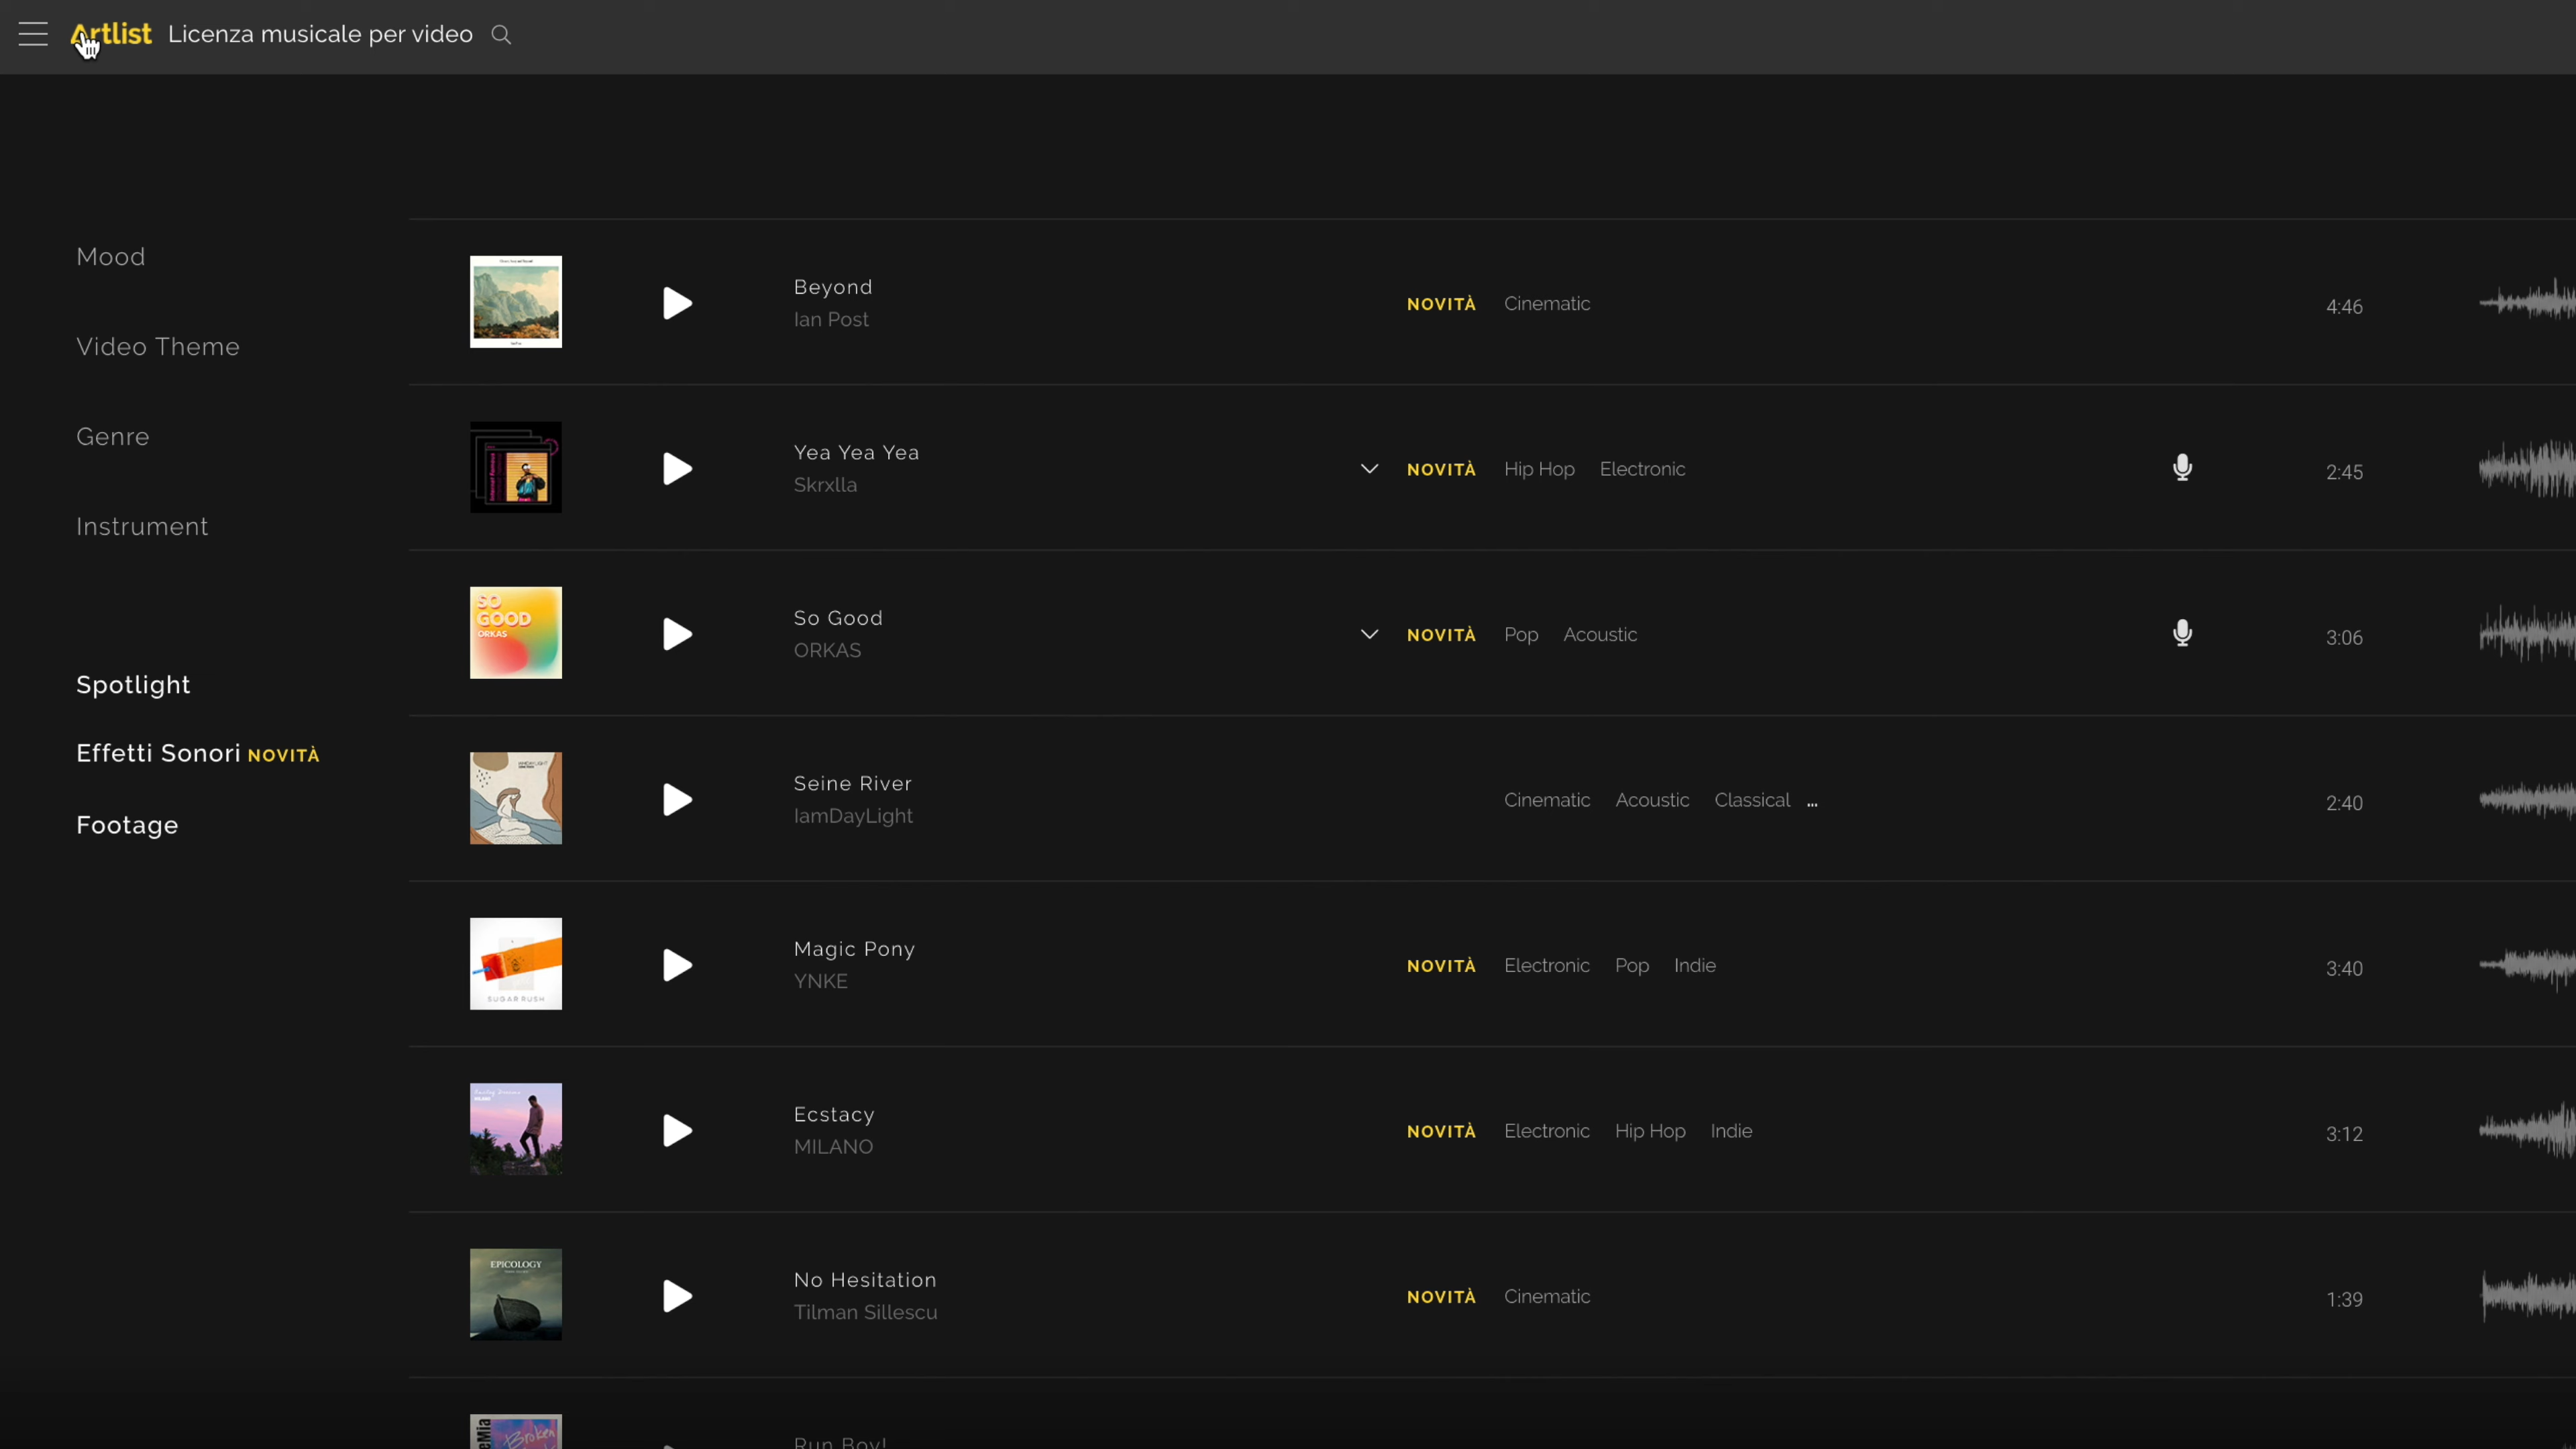 Artlist Licenza musicale per video
Mood
Video Theme
Genre
Instrument
Spotlight
Effetti Sonori NOVITÀ
Footage
Beyond
Ian Post
NOVITÀ Cinematic
4:46
Yea Yea Yea
Skrxlla
NOVITÀ Hip Hop Electronic
2:45
SO
GOOD
ORKAS
So Good
ORKAS
NOVITÀ Pop Acoustic
3:06
Seine River
IamDayLight
Cinematic Acoustic Classical ...
2:40
SUGAR RUSH
Magic Pony
YNKE
NOVITÀ Electronic Pop Indie
3:40
Ecstacy
MILANO
NOVITÀ Electronic Hip Hop Indie
3:12
EPICOLOGY
No Hesitation
Tilman Sillescu
NOVITÀ Cinematic
1:39
Broken
Run Boy!